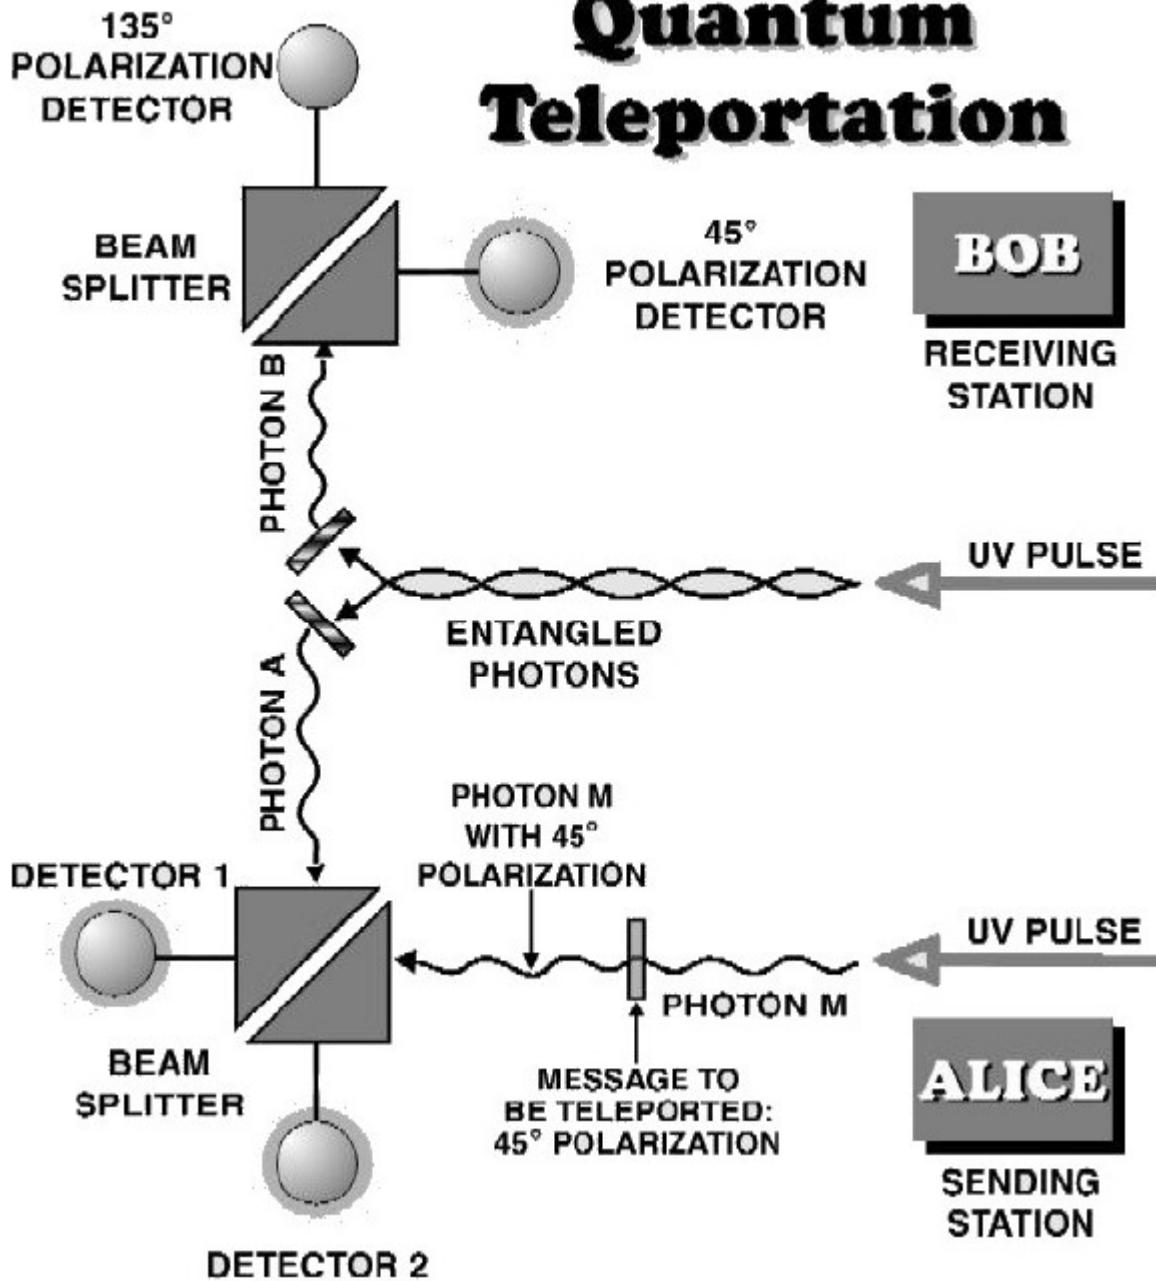 Quantum
Teleportation
135°
POLARIZATION
DETECTOR
BEAM
SPLITTER
45°
POLARIZATION
DETECTOR
BOB
RECEIVING
STATION
PHOTON B
UV PULSE
ENTANGLED
PHOTONS
PHOTON A
PHOTON M
WITH 45°
POLARIZATION
DETECTOR 1
UV PULSE
PHOTON M
BEAM
SPLITTER
MESSAGE TO
BE TELEPORTED:
45° POLARIZATION
ALICE
SENDING
STATION
DETECTOR 2